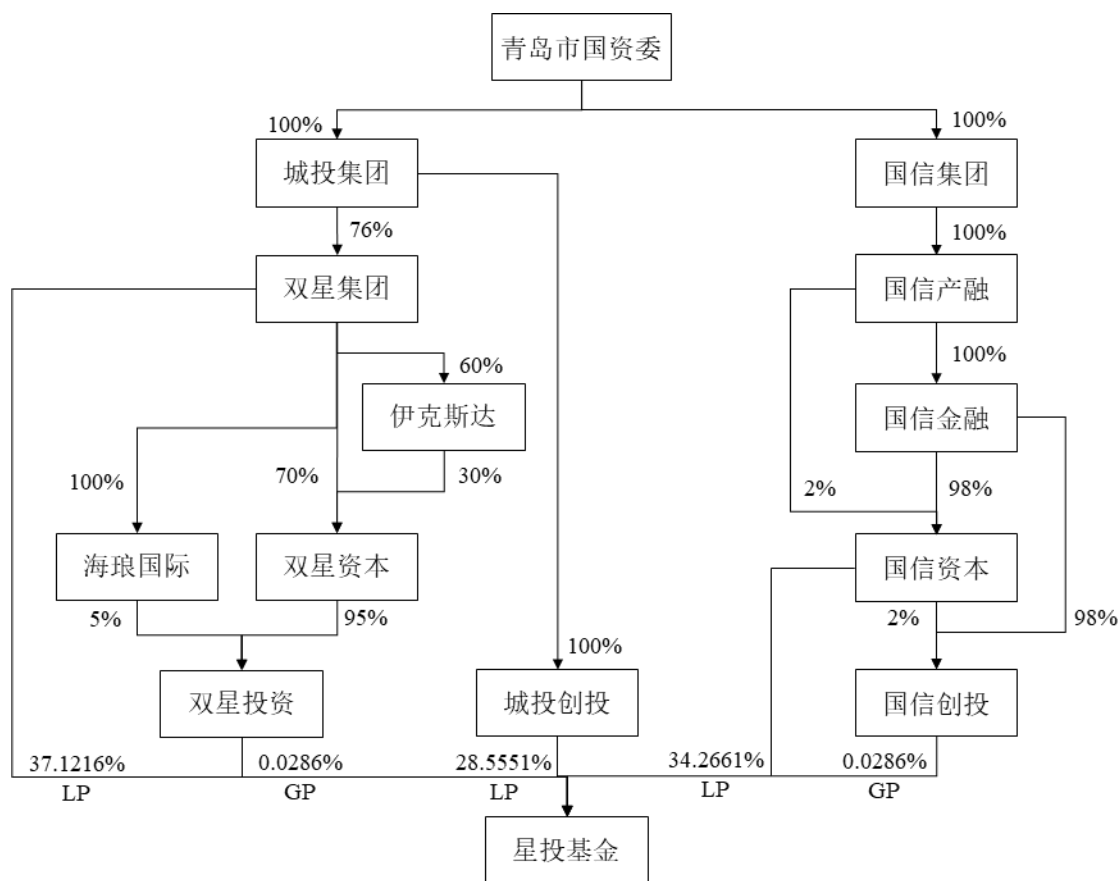 青岛市国资委
100%
100%
城投集团
国信集团
76%
100%
双星集团
国信产融
60%
100%
伊克斯达
国信金融
100%
70%
30%
2%
98%
海琅国际
双星资本
国信资本
5%
95%
2%
98%
100%
双星投资
城投创投
国信创投
37.1216%
0.0286%
28.5551%
34.2661%
0.0286%
LP
GP
LP
LP
GP
星投基金